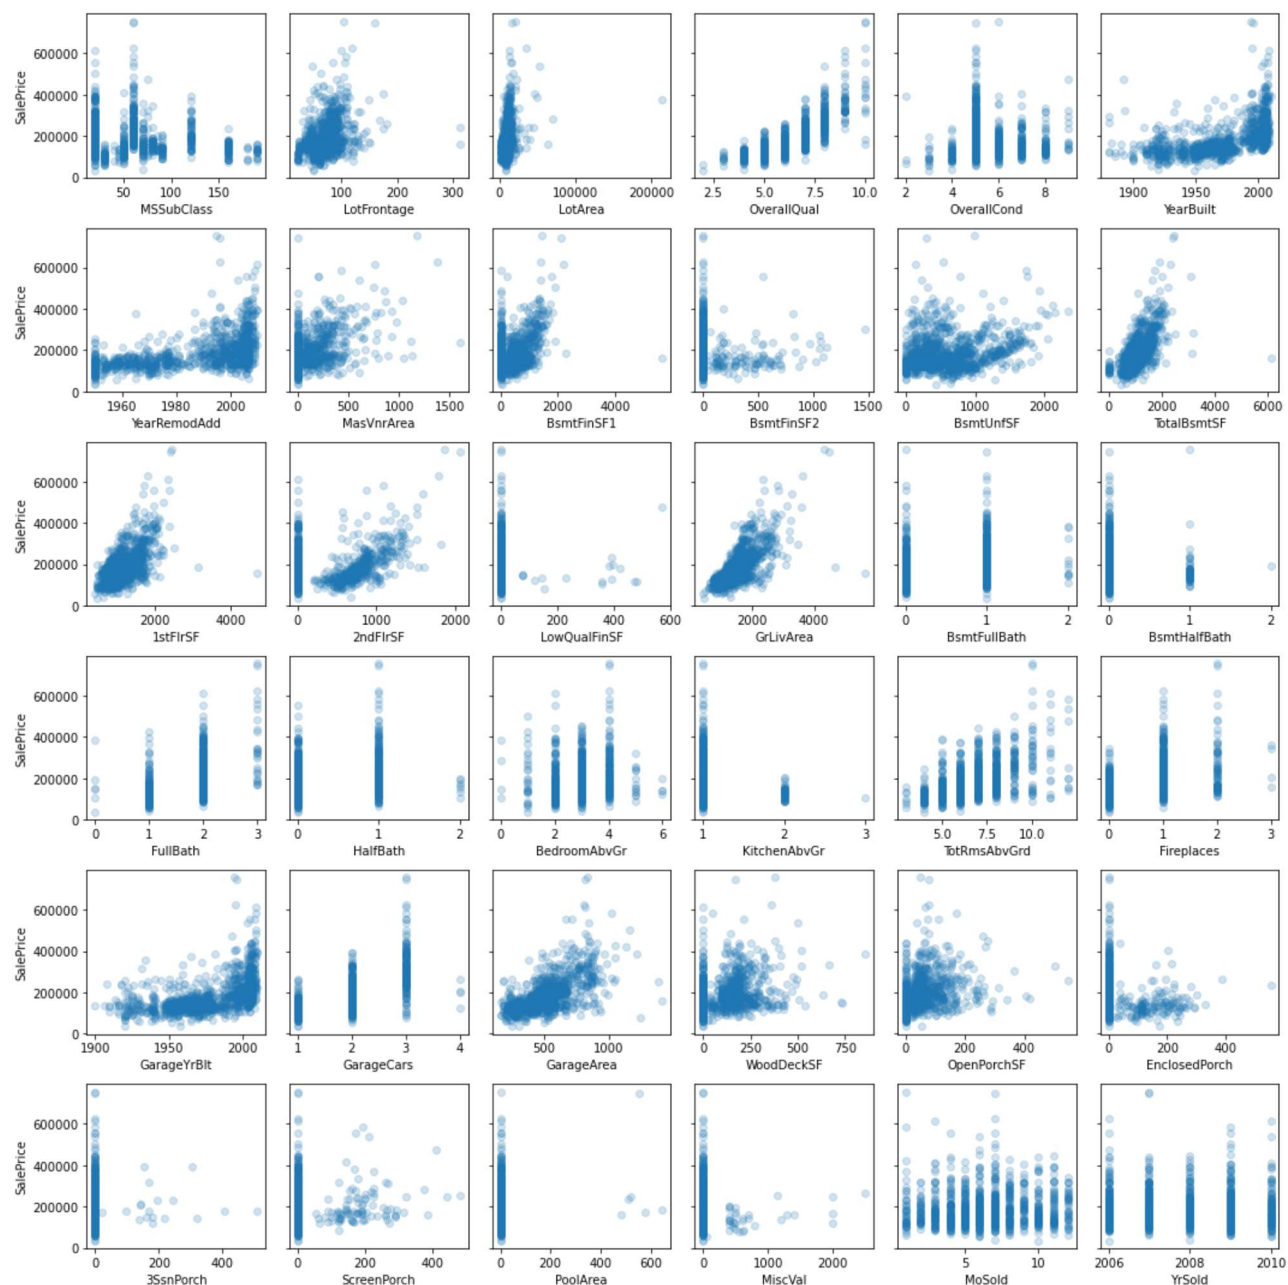 600000
400000
200000
0
SalePrice
50 100 150 100 200 300 0 100000 200000 2.5 5.0 7.5 10.0 2 4 6 8 1900 1950 2000
MSSubClass LotFrontage LotArea OverallQual OverallCond YearBuilt
600000
400000
200000
0
SalePrice
1960 1980 2000 0 500 1000 1500 0 2000 4000 0 500 1000 1500 0 1000 2000 0 2000 4000 6000
YearRemodAdd MasVnrArea BsmtFinSF1 BsmtFinSF2 BsmtUnfSF TotalBsmtSF
600000
400000
200000
0
SalePrice
2000 4000 0 1000 2000 0 200 400 600 2000 4000 0 1 2 0 1 2
1stFlrSF 2ndFlrSF LowQualFinSF GrLivArea BsmtFullBath BsmtHalfBath
600000
400000
200000
0
SalePrice
0 1 2 3 0 1 2 0 2 4 6 1 2 3 5.0 7.5 10.0 0 1 2 3
FullBath HalfBath BedroomAbvGr KitchenAbvGr TotRmsAbvGrd Fireplaces
600000
400000
200000
0
SalePrice
1900 1950 2000 1 2 3 4 500 1000 0 250 500 750 0 200 400 0 200 400
GarageYrBlt GarageCars GarageArea WoodDeckSF OpenPorchSF EnclosedPorch
600000
400000
200000
0
SalePrice
0 200 400 0 200 400 0 200 400 600 0 1000 2000 5 10 2006 2008 2010
3SsnPorch ScreenPorch PoolArea MiscVal MoSold YrSold